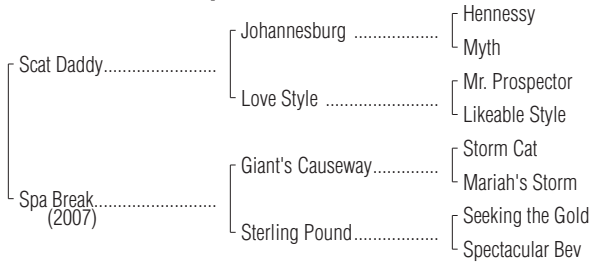 Hennessy
Johannesburg ..................
Myth
Scat Daddy.......................
Mr. Prospector
Love Style ........................
Likeable Style
Storm Cat
Giant's Causeway..............
Mariah's Storm
Spa Break.........................
(2007)
Seeking the Gold
Sterling Pound..................
Spectacular Bev